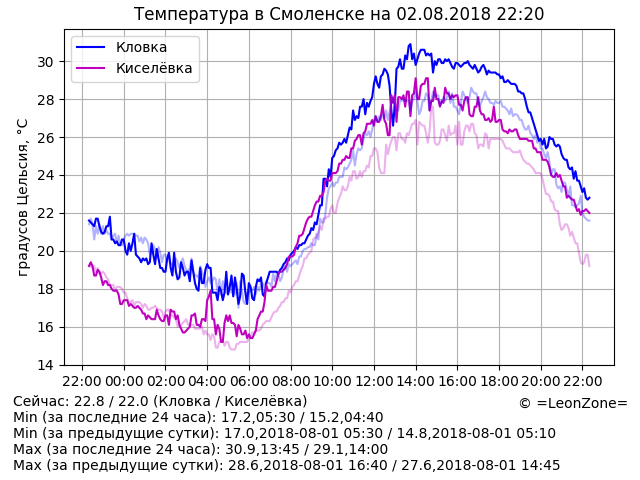 Температура в Смоленске на 02.08.2018 22:20
Кловка
Киселёвка
градусов Цельсия, °C
30
28
26
24
22
20
18
16
14
22:00 00:00 02:00 04:00 06:00 08:00 10:00 12:00 14:00 16:00 18:00 20:00 22:00
Сейчас: 22.8 / 22.0 (Кловка / Киселёвка)
© =LeonZone=
Min (за последние 24 часа): 17.2,05:30 / 15.2,04:40
Min (за предыдущие сутки): 17.0,2018-08-01 05:30 / 14.8,2018-08-01 05:10
Max (за последние 24 часа): 30.9,13:45 / 29.1,14:00
Max (за предыдущие сутки): 28.6,2018-08-01 16:40 / 27.6,2018-08-01 14:45